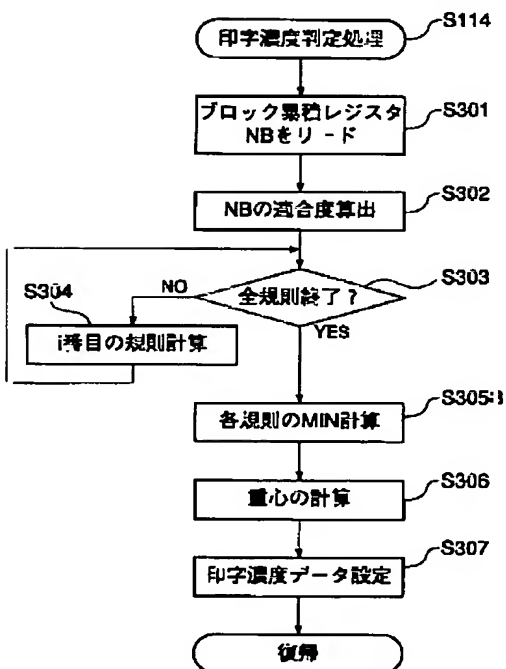 印字濃度判定処理
S114
ブロック累積レジスタ
NBをリード
S301
NBの適合度算出
S302
全規則終了？
S303
NO
YES
S304
i番目の規則計算
各規則のMIN計算
S305
重心の計算
S306
印字濃度データ設定
S307
復帰